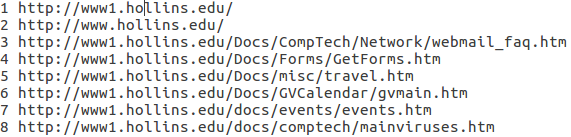 1 http://www1.hollins.edu/
2 http://www.hollins.edu/
3 http://www1.hollins.edu/Docs/CompTech/Network/webmail_faq.htm
4 http://www1.hollins.edu/Docs/Forms/GetForms.htm
5 http://www1.hollins.edu/Docs/misc/travel.htm
6 http://www1.hollins.edu/Docs/GVCalendar/gvmain.htm
7 http://www1.hollins.edu/docs/events/events.htm
8 http://www1.hollins.edu/docs/comptech/mainviruses.htm